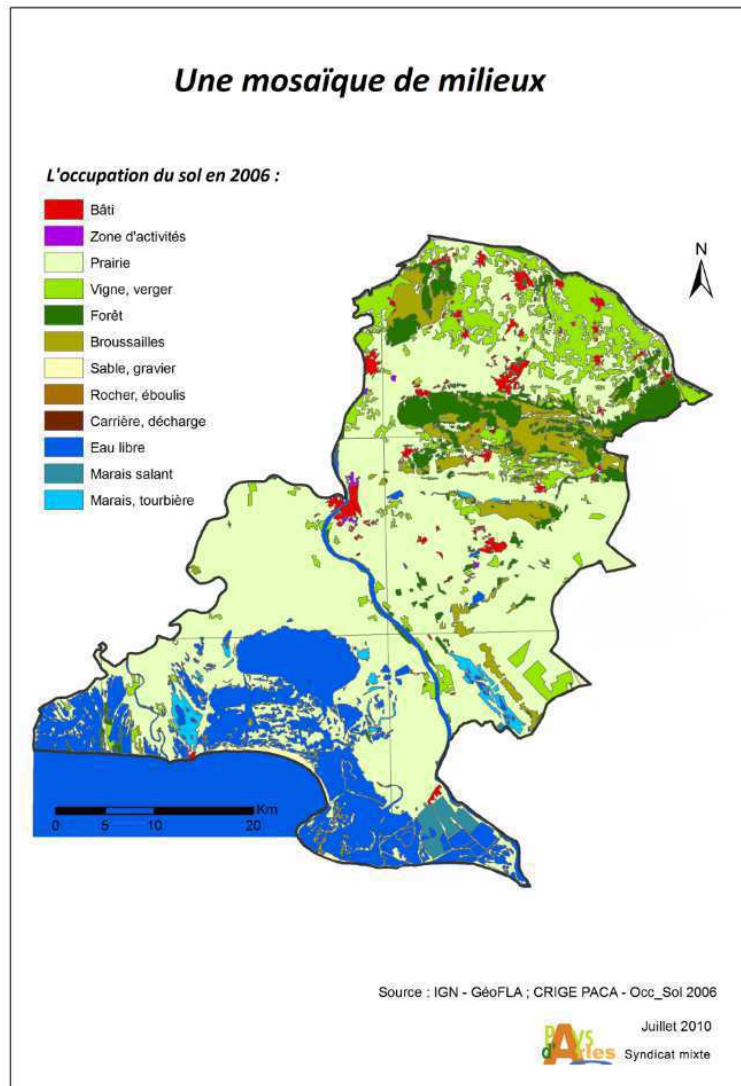 Une mosaïque de milieux
L'occupation du sol en 2006 :
Bâti
Zone d'activités
Prairie
Vigne, verger
Forêt
Broussailles
Sable, gravier
Rocher, éboulis
Carrière, décharge
Eau libre
Marais salant
Marais, tourbière
N
Km
0 5 10 20
Source : IGN - GéoFLA ; CRIGE PACA - Occ_Sol 2006
Juillet 2010
Pays
d'Arles
Syndicat mixte